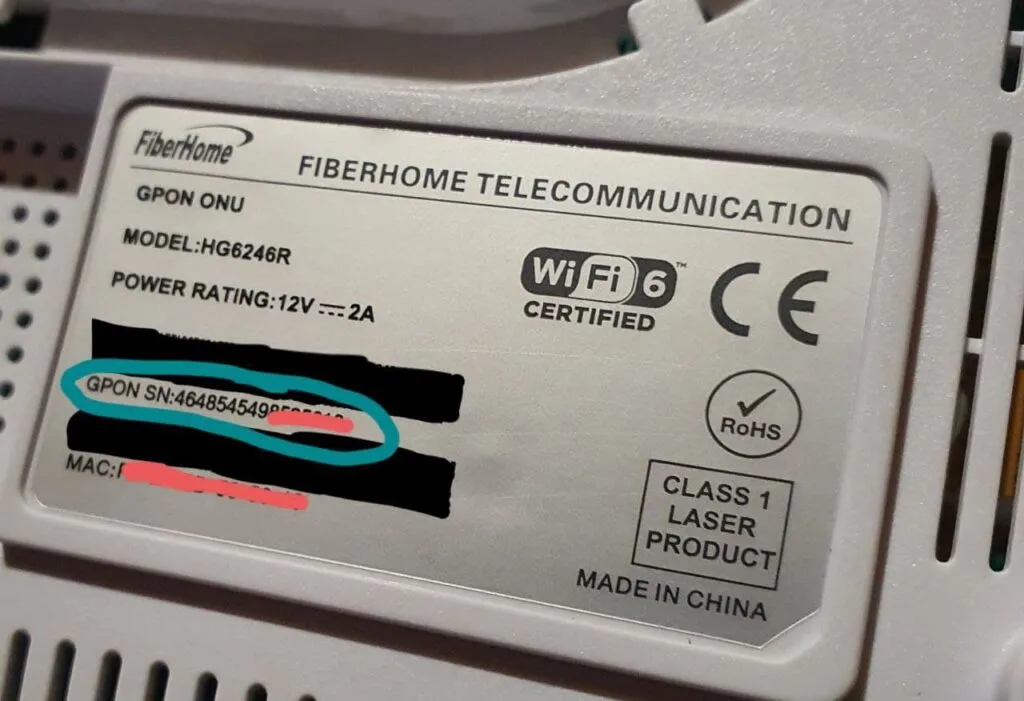 FiberHome
FIBERHOME TELECOMMUNICATION
GPON ONU
MODEL:HG6246R
POWER RATING:12V ⎓ 2A
WiFi 6™
CERTIFIED
CE
GPON SN:464854549
RoHS
MAC:
CLASS 1
LASER
PRODUCT
MADE IN CHINA